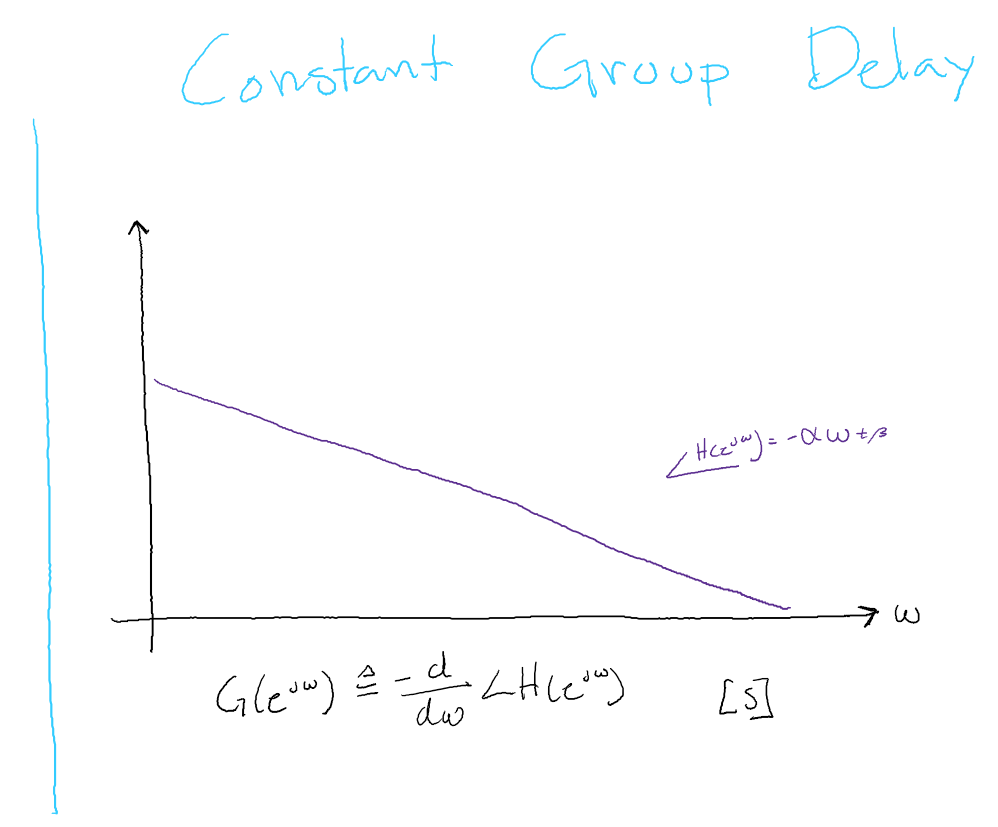 Constant Group Delay
∠H(e^jω) = -αω+β
ω
G(e^jω) ≜ -d/dω ∠H(e^jω) [s]